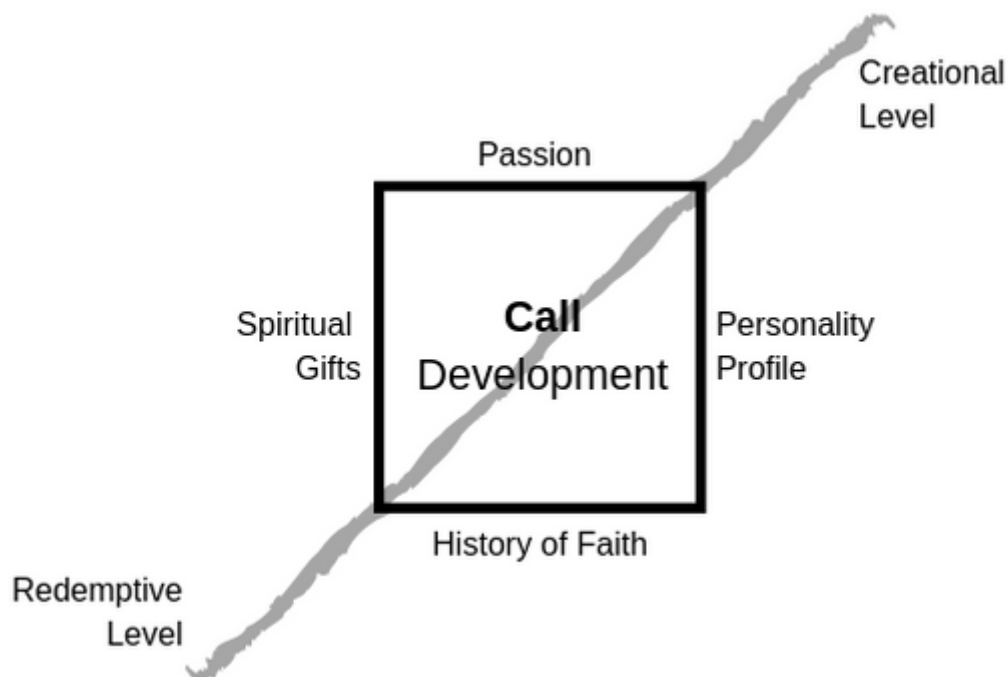 Creational
Level
Passion
Spiritual
Gifts
Call
Development
Personality
Profile
History of Faith
Redemptive
Level